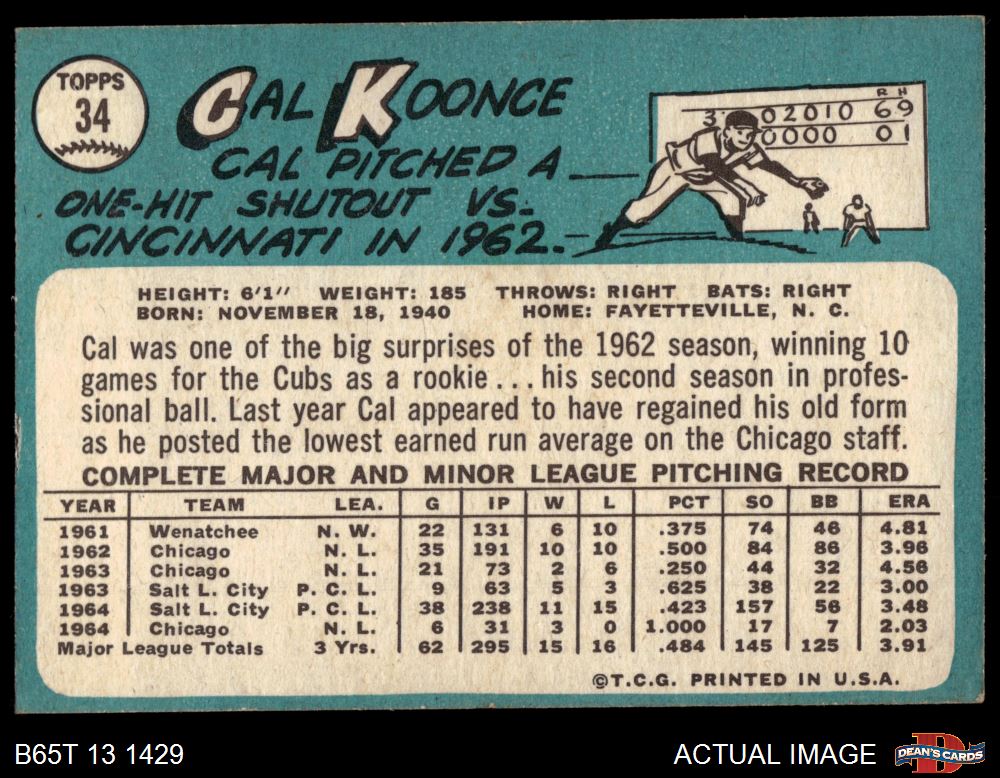 TOPPS
34
CAL KOONCE
CAL PITCHED A
ONE-HIT SHUTOUT VS.
CINCINNATI IN 1962.
R H
3 02010 69
0000 01
HEIGHT: 6'1" WEIGHT: 185 THROWS: RIGHT BATS: RIGHT
BORN: NOVEMBER 18, 1940 HOME: FAYETTEVILLE, N. C.
Cal was one of the big surprises of the 1962 season, winning 10
games for the Cubs as a rookie...his second season in profes-
sional ball. Last year Cal appeared to have regained his old form
as he posted the lowest earned run average on the Chicago staff.
COMPLETE MAJOR AND MINOR LEAGUE PITCHING RECORD
YEAR TEAM LEA. G IP W L PCT SO BB ERA
1961 Wenatchee N. W. 22 131 6 10 .375 74 46 4.81
1962 Chicago N. L. 35 191 10 10 .500 84 86 3.96
1963 Chicago N. L. 21 73 2 6 .250 44 32 4.56
1963 Salt L. City P. C. L. 9 63 5 3 .625 38 22 3.00
1964 Salt L. City P. C. L. 38 238 11 15 .423 157 56 3.48
1964 Chicago N. L. 6 31 3 0 1.000 17 7 2.03
Major League Totals 3 Yrs. 62 295 15 16 .484 145 125 3.91
©T.C.G. PRINTED IN U.S.A.
B65T 13 1429
ACTUAL IMAGE
DEAN'S CARDS